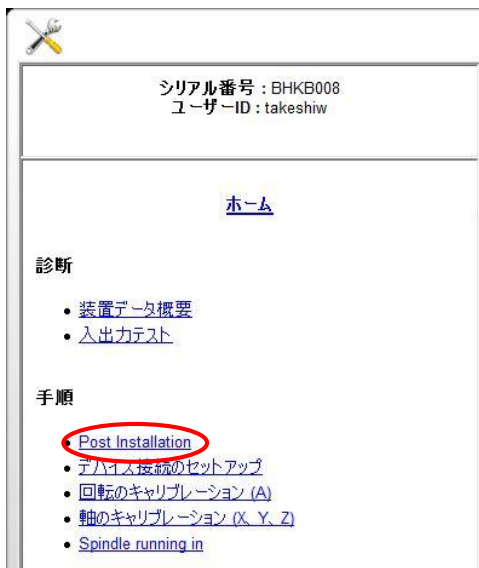 シリアル番号 : BHKB008
ユーザーID : takeshiw
ホーム
診断
• 装置データ概要
• 入出力テスト
手順
• Post Installation
• デバイス接続のセットアップ
• 回転のキャリブレーション (A)
• 軸のキャリブレーション (X、Y、Z)
• Spindle running in